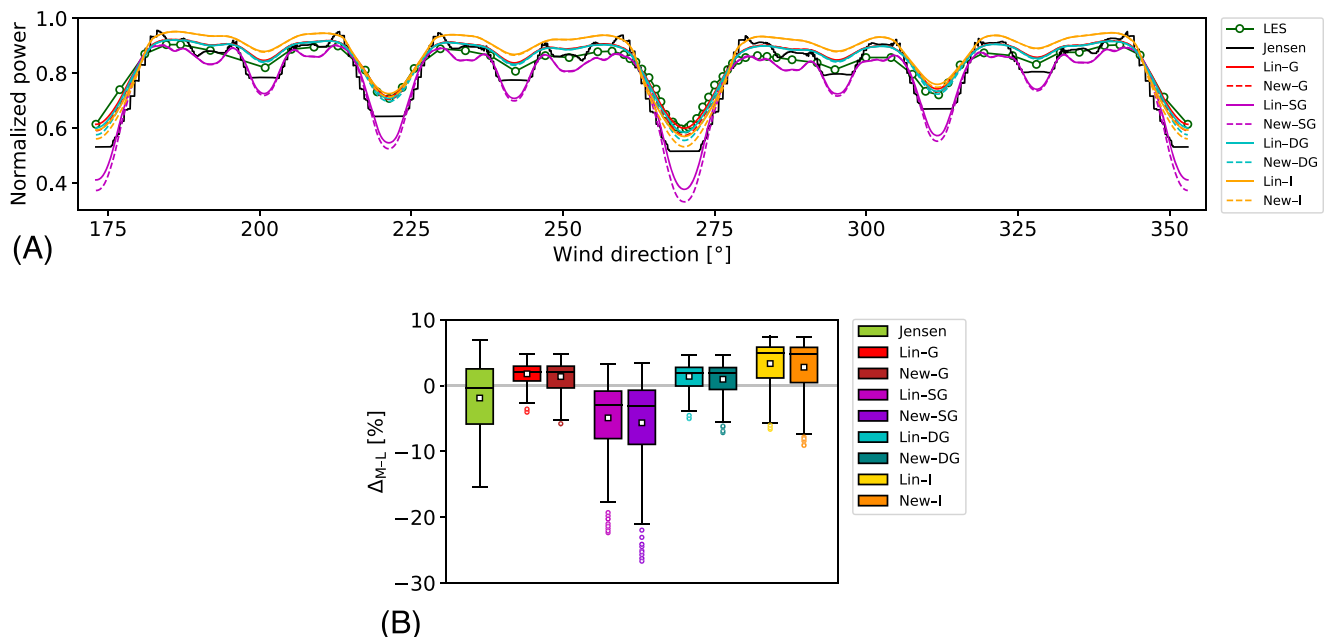 Normalized power
1.0
0.8
0.6
0.4
175
200
225
250
275
300
325
350
Wind direction [°]
(A)
LES
Jensen
Lin–G
New–G
Lin–SG
New–SG
Lin–DG
New–DG
Lin–I
New–I
ΔM–L [%]
10
0
−10
−20
−30
(B)
Jensen
Lin–G
New–G
Lin–SG
New–SG
Lin–DG
New–DG
Lin–I
New–I